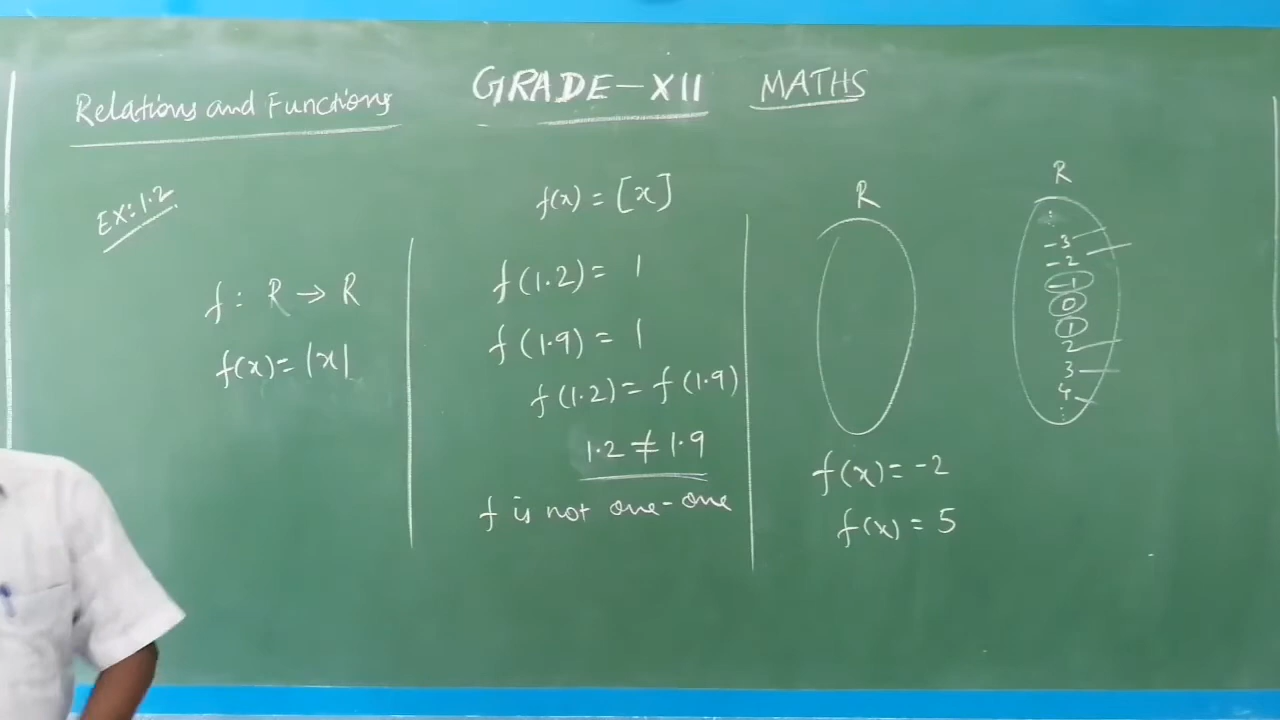 GRADE-XII MATHS
Relations and Functions
Ex: 1.2
f: R → R
f(x) = |x|
f(x) = [x]
f(1.2) = 1
f(1.9) = 1
f(1.2) = f(1.9)
1.2 ≠ 1.9
f is not one-one
R
f(x) = -2
f(x) = 5
R
:
-3
-2
-1
0
1
2
3
4
: